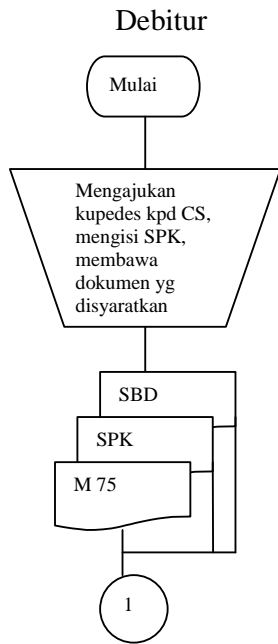 Debitur
Mulai
Mengajukan
kupedes kpd CS,
mengisi SPK,
membawa
dokumen yg
disyaratkan
SBD
SPK
M 75
1